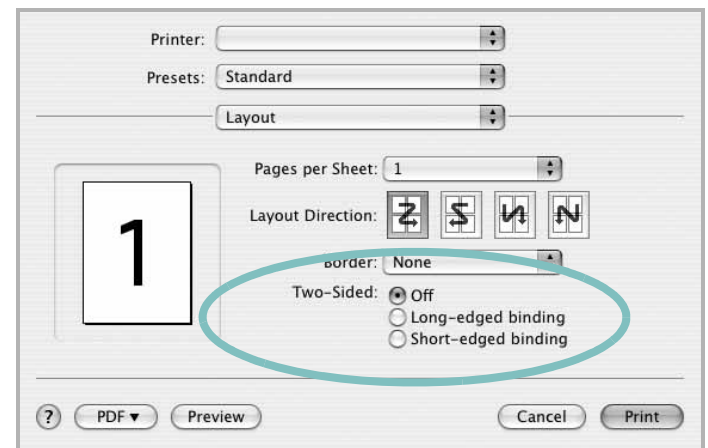 Printer:
Presets: Standard
Layout
Pages per Sheet: 1
Layout Direction:
1
Border: None
Two-Sided: Off
Long-edged binding
Short-edged binding
? PDF▼ Preview Cancel Print